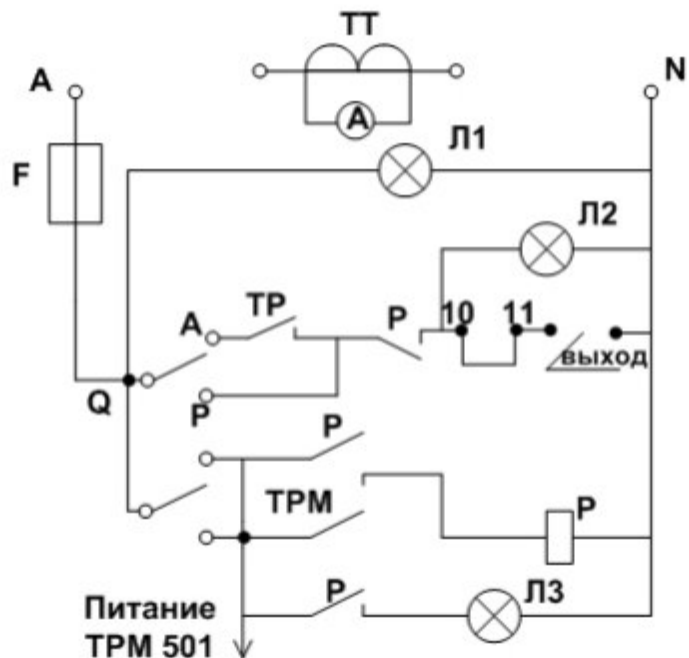 ТТ
А
N
А
F
Л1
Л2
ТР
А
Р
10
11
выход
Q
Р
Р
ТРМ
Р
Р
Л3
Питание
ТРМ 501